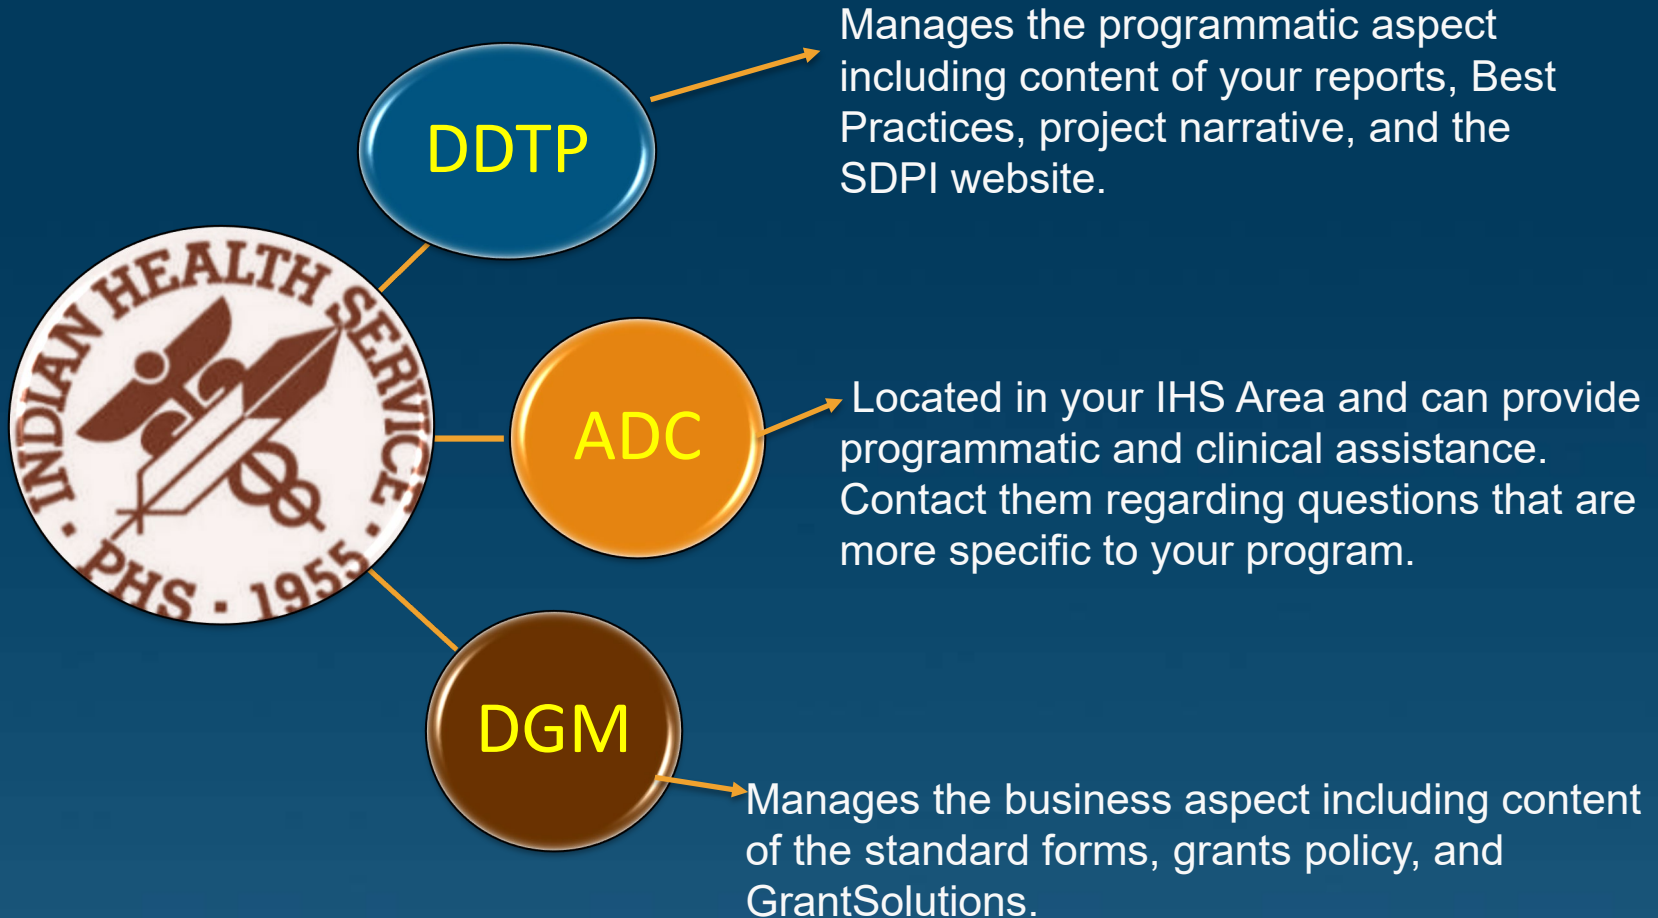 DDTP
Manages the programmatic aspect
including content of your reports, Best
Practices, project narrative, and the
SDPI website.
INDIAN HEALTH SERVICE · PHS · 1955 ·
ADC
Located in your IHS Area and can provide
programmatic and clinical assistance.
Contact them regarding questions that are
more specific to your program.
DGM
Manages the business aspect including content
of the standard forms, grants policy, and
GrantSolutions.